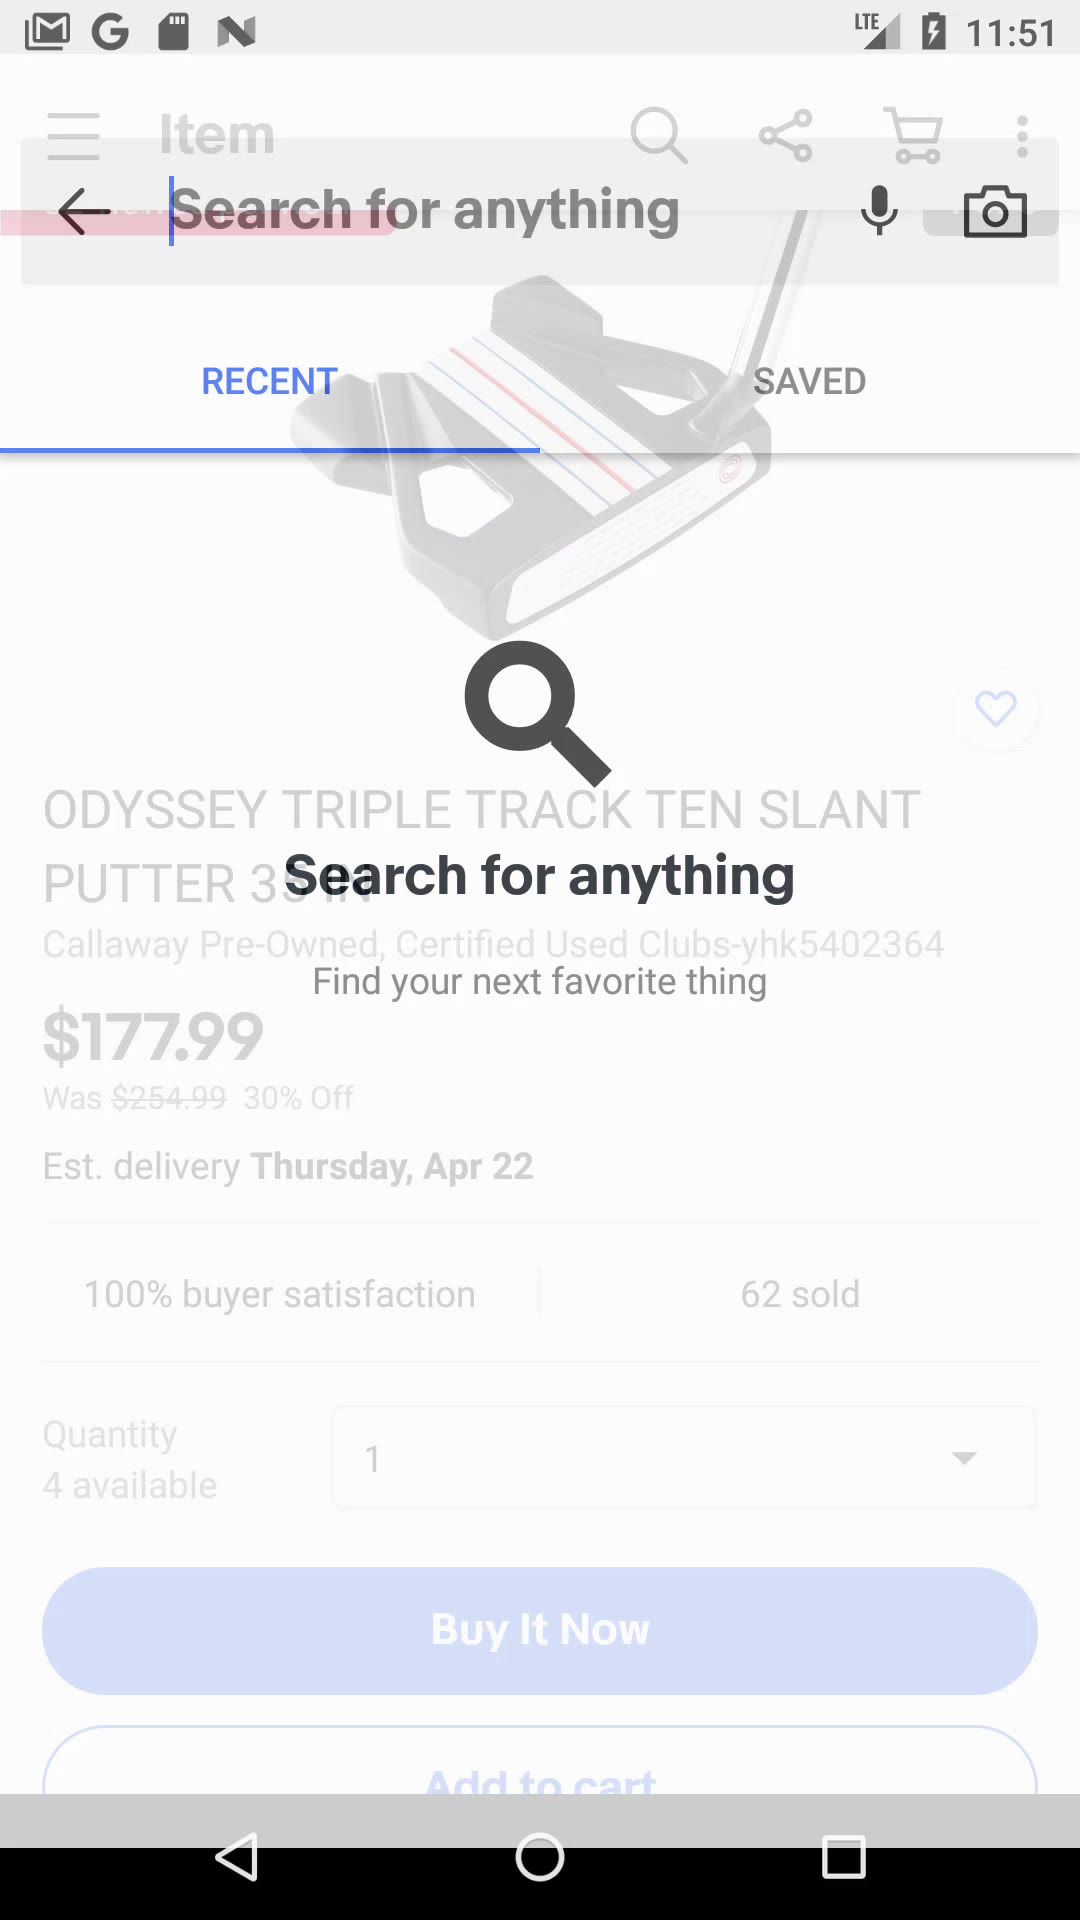 LTE 11:51
Item
Search for anything
RECENT
SAVED
ODYSSEY TRIPLE TRACK TEN SLANT
PUTTER 35 IN
Search for anything
Callaway Pre-Owned, Certified Used Clubs-yhk5402364
Find your next favorite thing
$177.99
Was $254.99 30% Off
Est. delivery Thursday, Apr 22
100% buyer satisfaction
62 sold
Quantity
4 available
1
Buy It Now
Add to cart